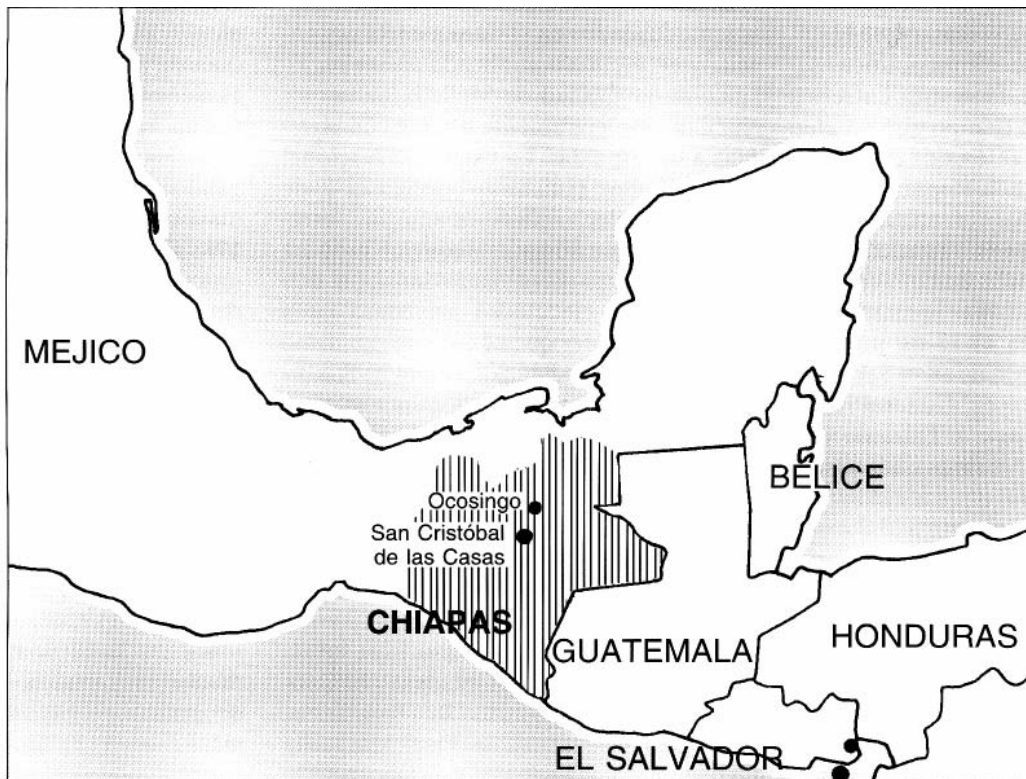 MEJICO
BELICE
Ocosingo
San Cristóbal
de las Casas
CHIAPAS
GUATEMALA
HONDURAS
EL SALVADOR